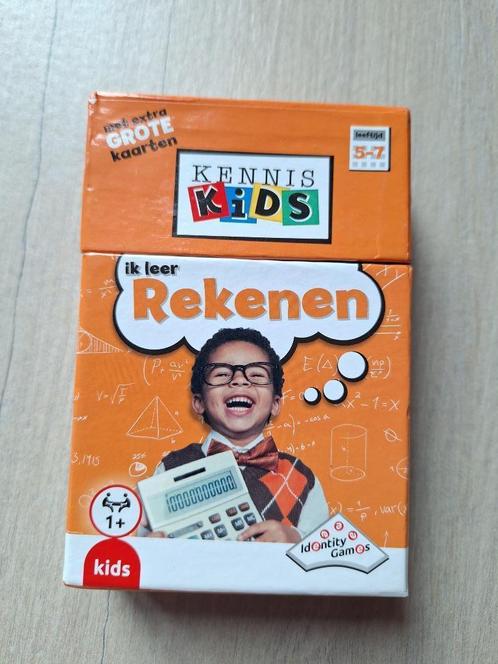 met extra
GROTE
kaarten
leeftijd
5-7
KENNIS
KiDS
ik leer
Rekenen
1+
kids
Identity
Games